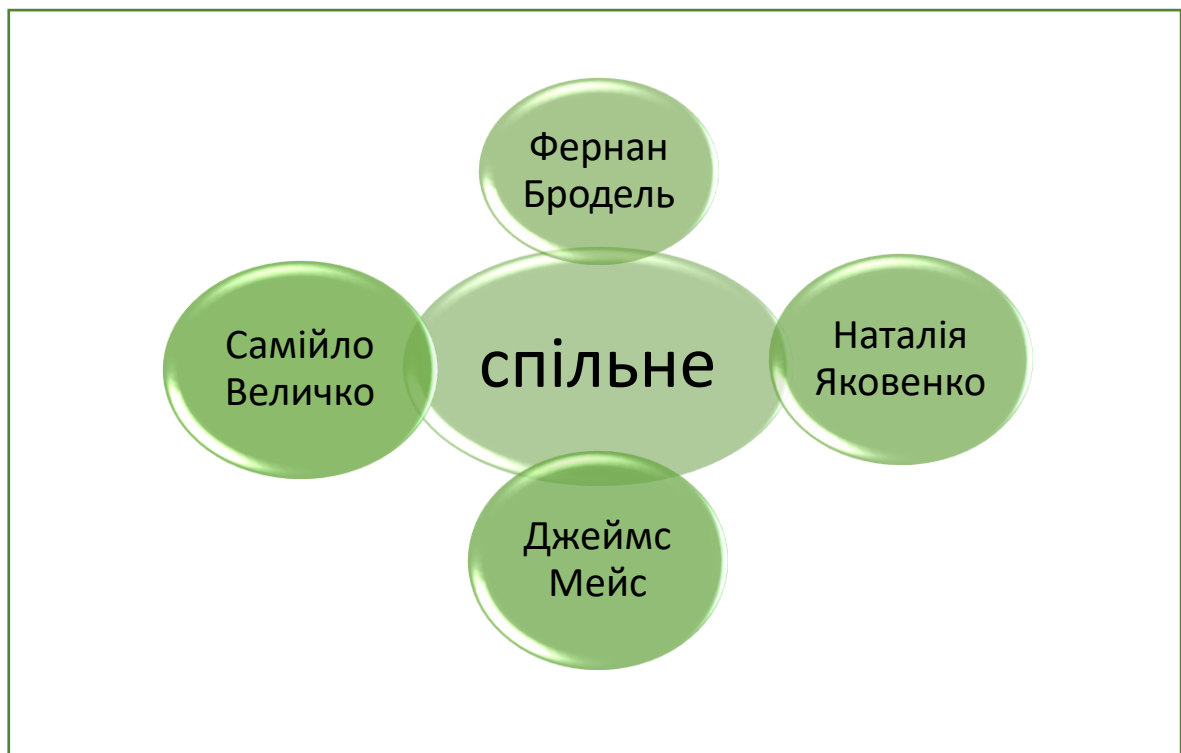 Фернан
Бродель
Самійло
Величко
спільне
Наталія
Яковенко
Джеймс
Мейс